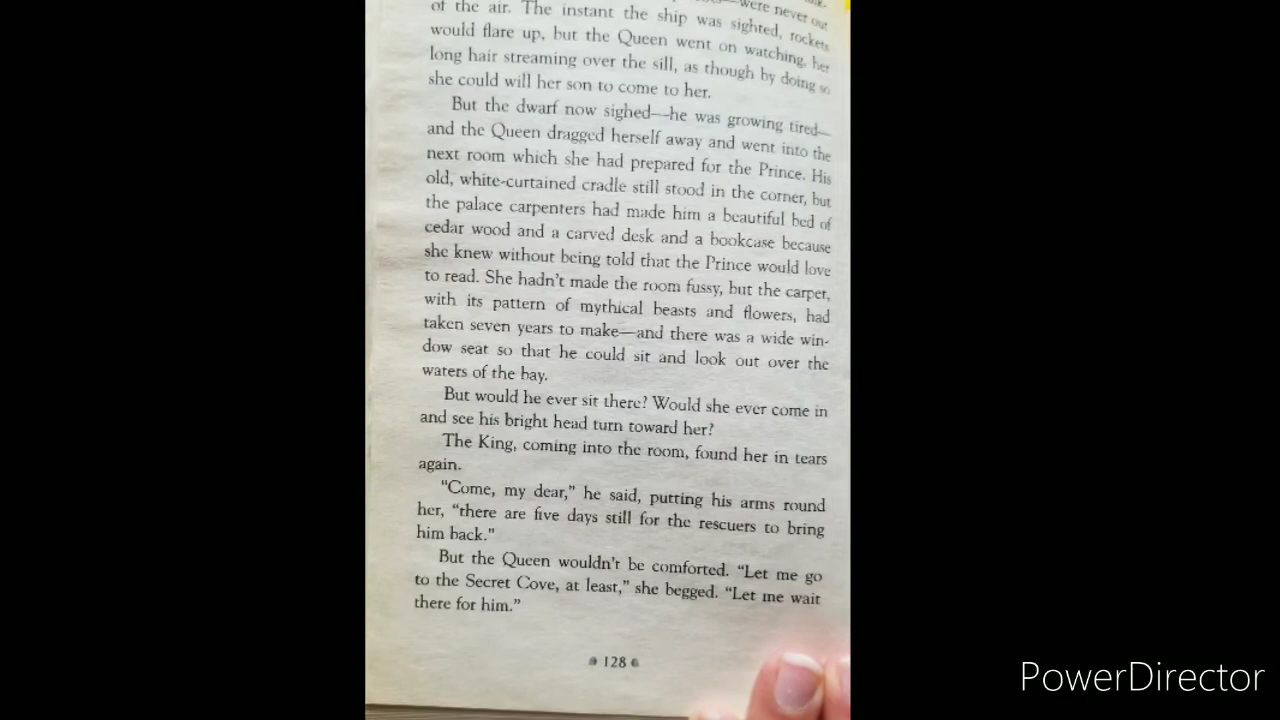 —were never out
of the air. The instant the ship was sighted, rockets
would flare up, but the Queen went on watching, her
long hair streaming over the sill, as though by doing so
she could will her son to come to her.
But the dwarf now sighed—he was growing tired—
and the Queen dragged herself away and went into the
next room which she had prepared for the Prince. His
old, white-curtained cradle still stood in the corner, but
the palace carpenters had made him a beautiful bed of
cedar wood and a carved desk and a bookcase because
she knew without being told that the Prince would love
to read. She hadn't made the room fussy, but the carpet,
with its pattern of mythical beasts and flowers, had
taken seven years to make—and there was a wide win-
dow seat so that he could sit and look out over the
waters of the bay.
But would he ever sit there? Would she ever come in
and see his bright head turn toward her?
The King, coming into the room, found her in tears
again.
"Come, my dear," he said, putting his arms round
her, "there are five days still for the rescuers to bring
him back."
But the Queen wouldn't be comforted. "Let me go
to the Secret Cove, at least," she begged. "Let me wait
there for him."
128
PowerDirector